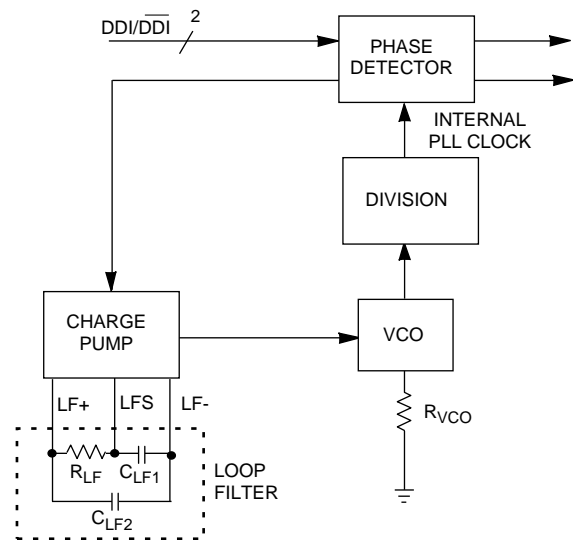 DDI/DDI
2
PHASE
DETECTOR
INTERNAL
PLL CLOCK
DIVISION
CHARGE
PUMP
VCO
LF+
LFS
LF-
RVCO
RLF
CLF1
CLF2
LOOP
FILTER